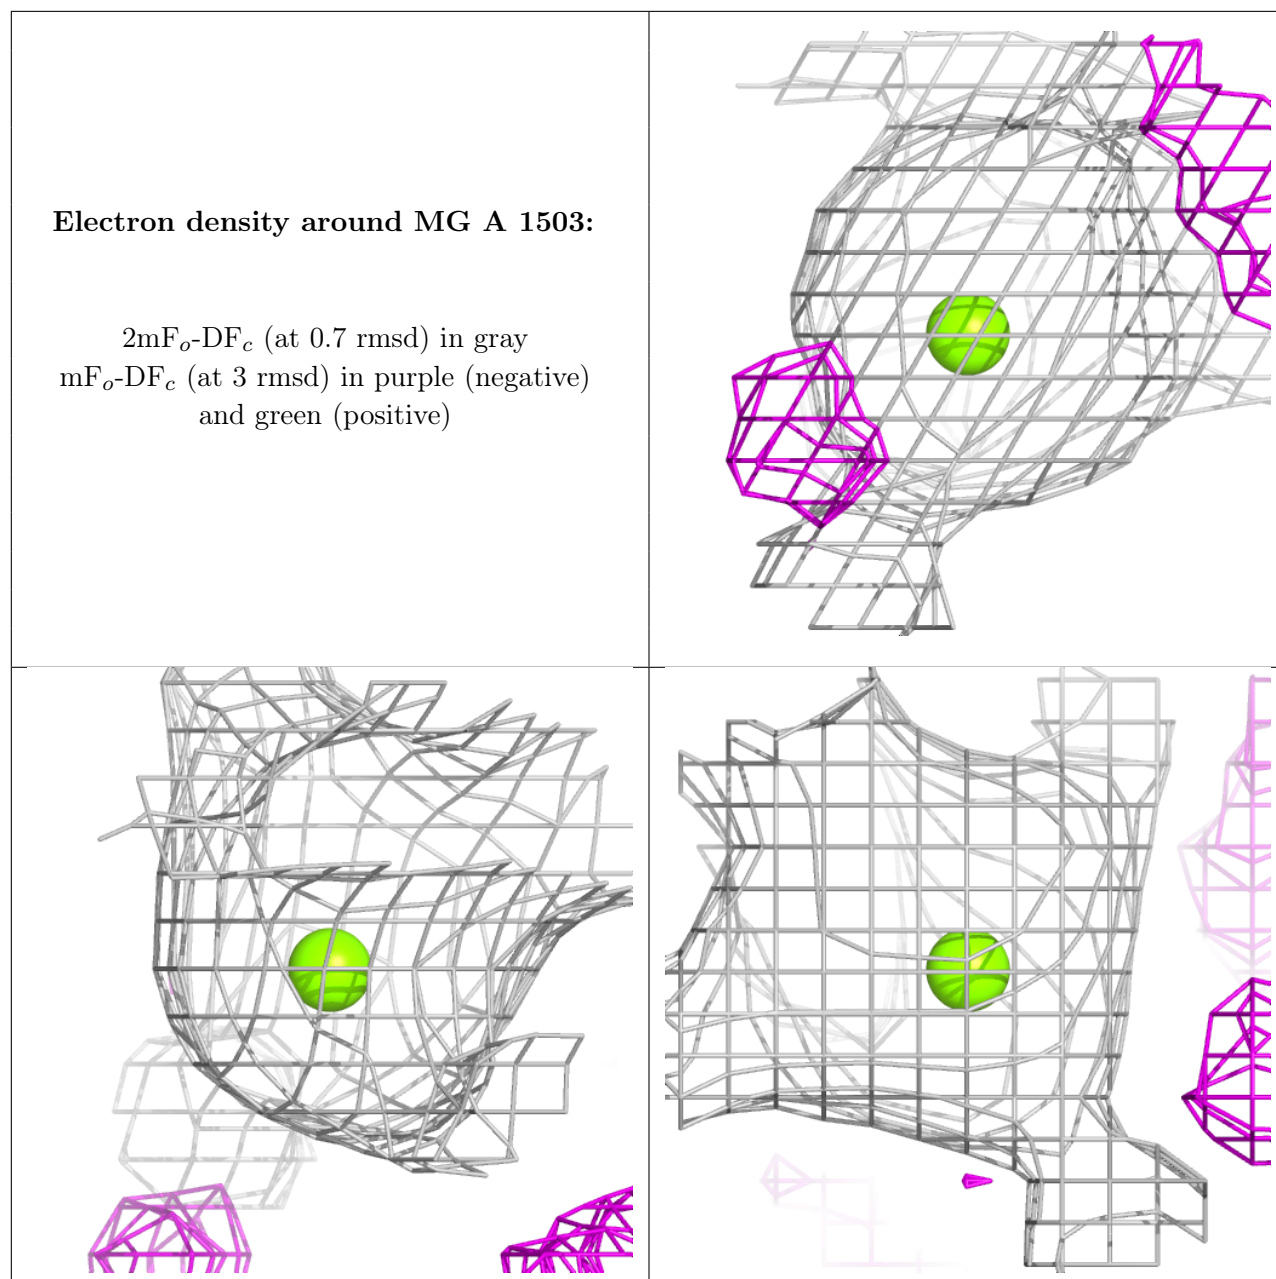 Electron density around MG A 1503:
2mFo-DFc (at 0.7 rmsd) in gray
mFo-DFc (at 3 rmsd) in purple (negative)
and green (positive)